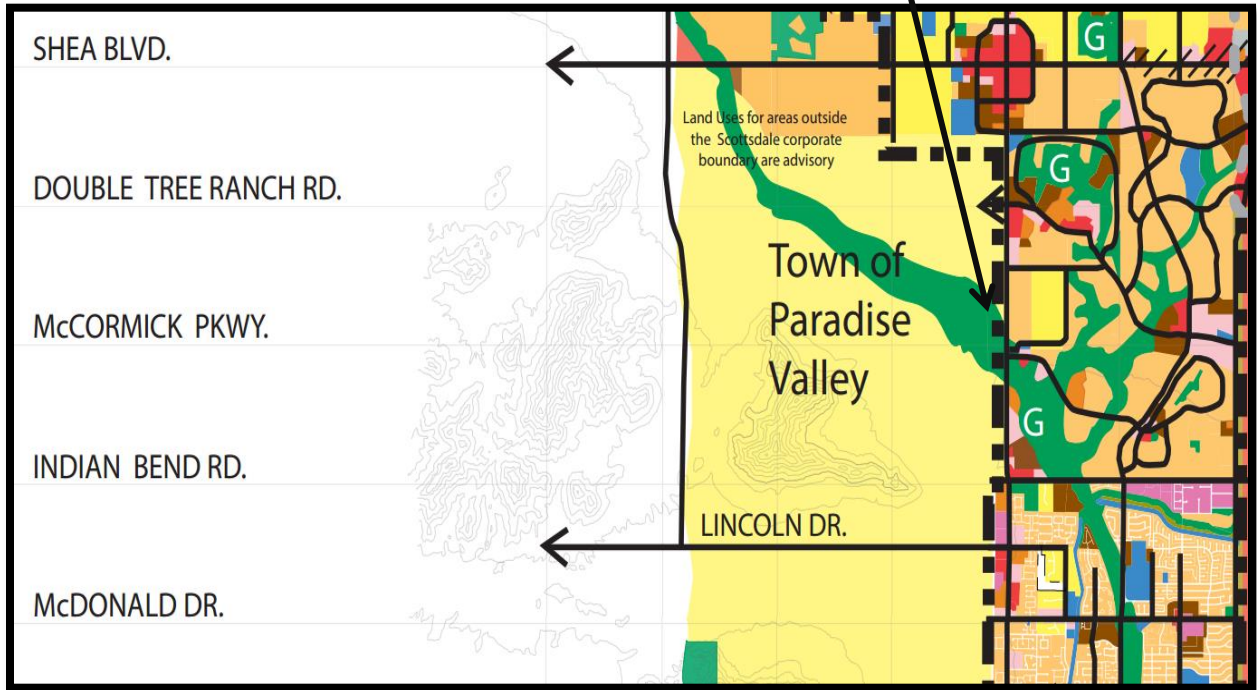 SHEA BLVD.
G
Land Uses for areas outside
the Scottsdale corporate
boundary are advisory
G
DOUBLE TREE RANCH RD.
Town of
Paradise
Valley
McCORMICK PKWY.
G
INDIAN BEND RD.
LINCOLN DR.
McDONALD DR.